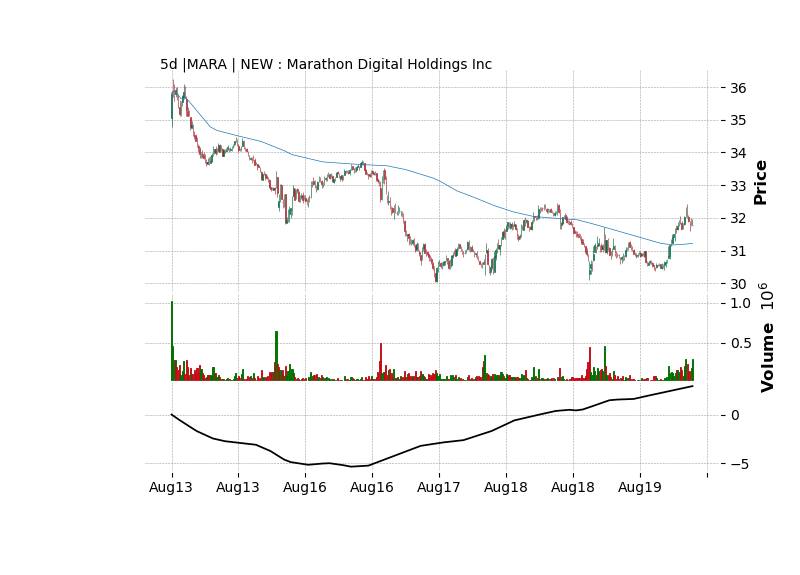 5d |MARA | NEW : Marathon Digital Holdings Inc
36
35
34
33
32
31
30
Price
1.0
0.5
Volume 10^6
0
−5
Aug13 Aug13 Aug16 Aug16 Aug17 Aug18 Aug18 Aug19